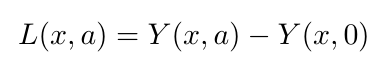 L(x, a) = Y(x, a) − Y(x, 0)